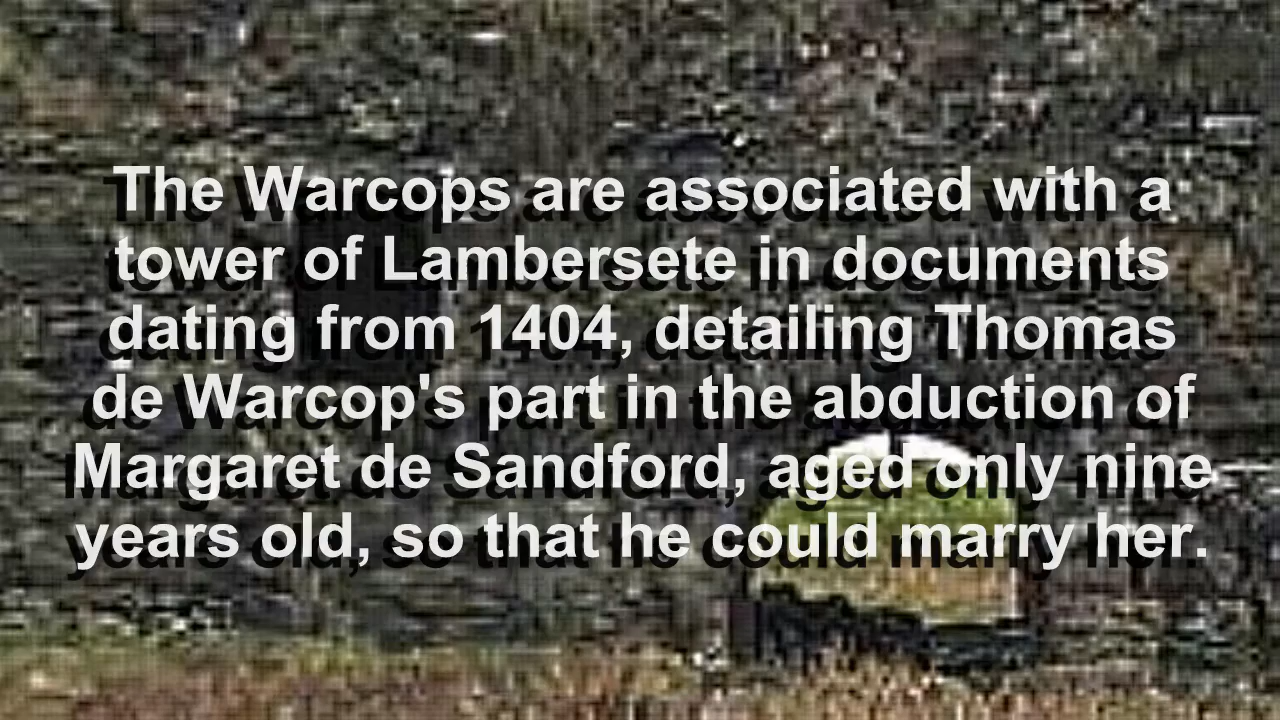 The Warcops are associated with a
tower of Lambersete in documents
dating from 1404, detailing Thomas
de Warcop's part in the abduction of
Margaret de Sandford, aged only nine
years old, so that he could marry her.